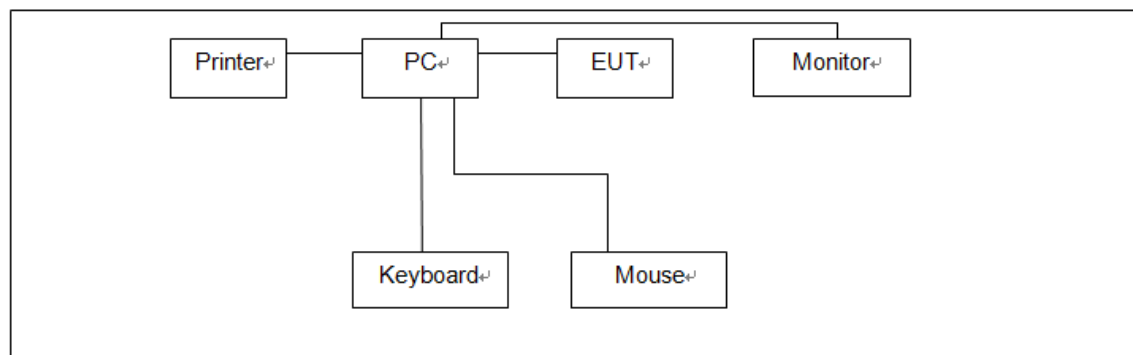 Printer
PC
EUT
Monitor
Keyboard
Mouse